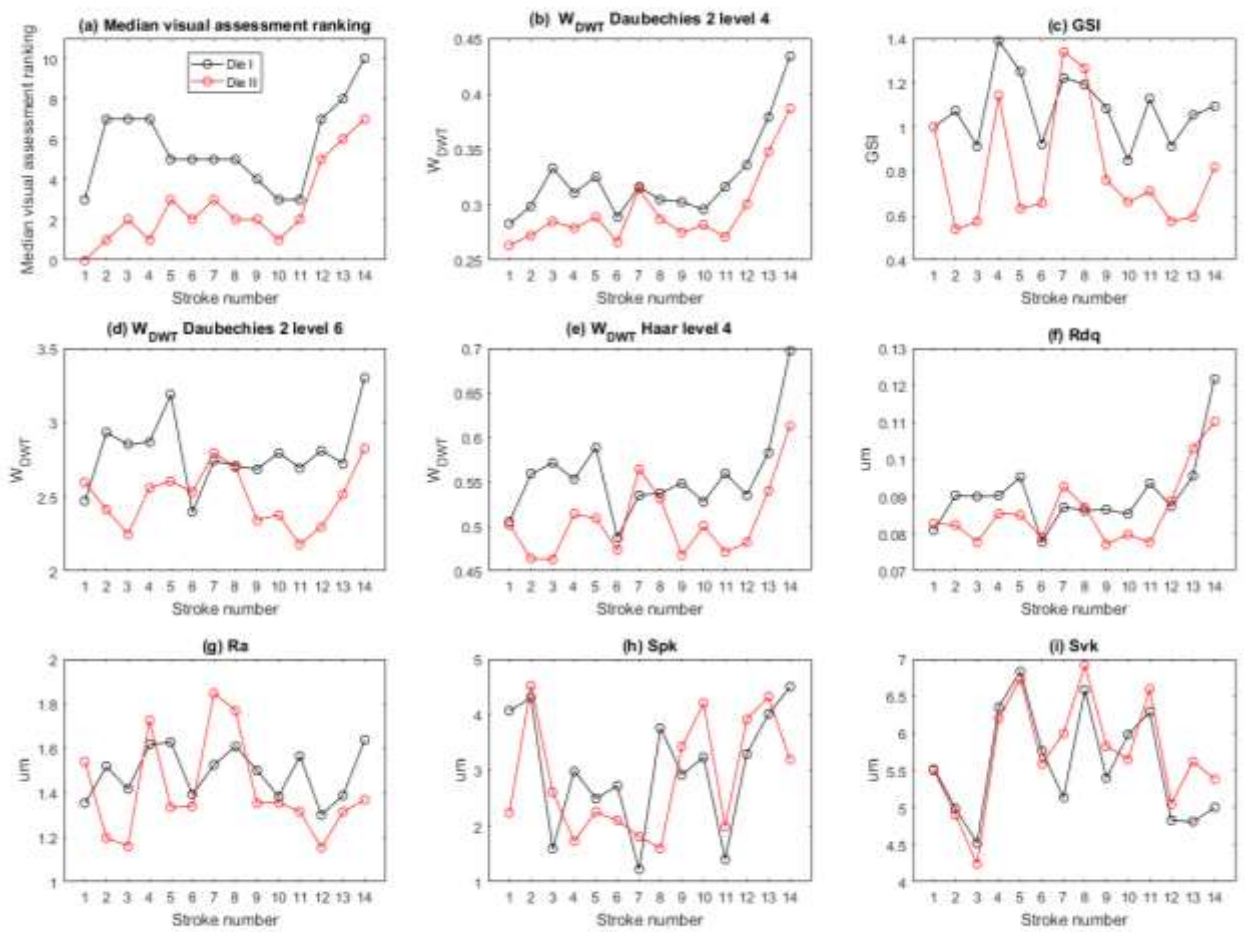 (a) Median visual assessment ranking
Median visual assessment ranking
10
8
6
4
2
0
Die I
Die II
1 2 3 4 5 6 7 8 9 10 11 12 13 14
Stroke number
(b) W_DWT Daubechies 2 level 4
W_DWT
0.45
0.4
0.35
0.3
0.25
1 2 3 4 5 6 7 8 9 10 11 12 13 14
Stroke number
(c) GSI
GSI
1.4
1.2
1
0.8
0.6
0.4
1 2 3 4 5 6 7 8 9 10 11 12 13 14
Stroke number
(d) W_DWT Daubechies 2 level 6
W_DWT
3.5
3
2.5
2
1 2 3 4 5 6 7 8 9 10 11 12 13 14
Stroke number
(e) W_DWT Haar level 4
W_DWT
0.7
0.65
0.6
0.55
0.5
0.45
1 2 3 4 5 6 7 8 9 10 11 12 13 14
Stroke number
(f) Rdq
um
0.13
0.12
0.11
0.1
0.09
0.08
0.07
1 2 3 4 5 6 7 8 9 10 11 12 13 14
Stroke number
(g) Ra
um
2
1.8
1.6
1.4
1.2
1
1 2 3 4 5 6 7 8 9 10 11 12 13 14
Stroke number
(h) Spk
um
5
4
3
2
1
1 2 3 4 5 6 7 8 9 10 11 12 13 14
Stroke number
(i) Svk
um
7
6.5
6
5.5
5
4.5
4
1 2 3 4 5 6 7 8 9 10 11 12 13 14
Stroke number